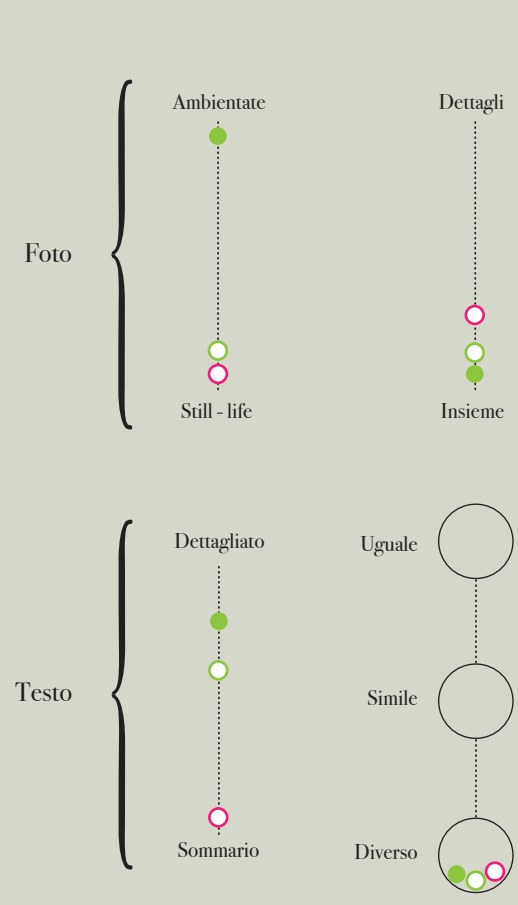 Ambientate
Dettagli
Foto
Still - life
Insieme
Dettagliato
Uguale
Testo
Simile
Sommario
Diverso